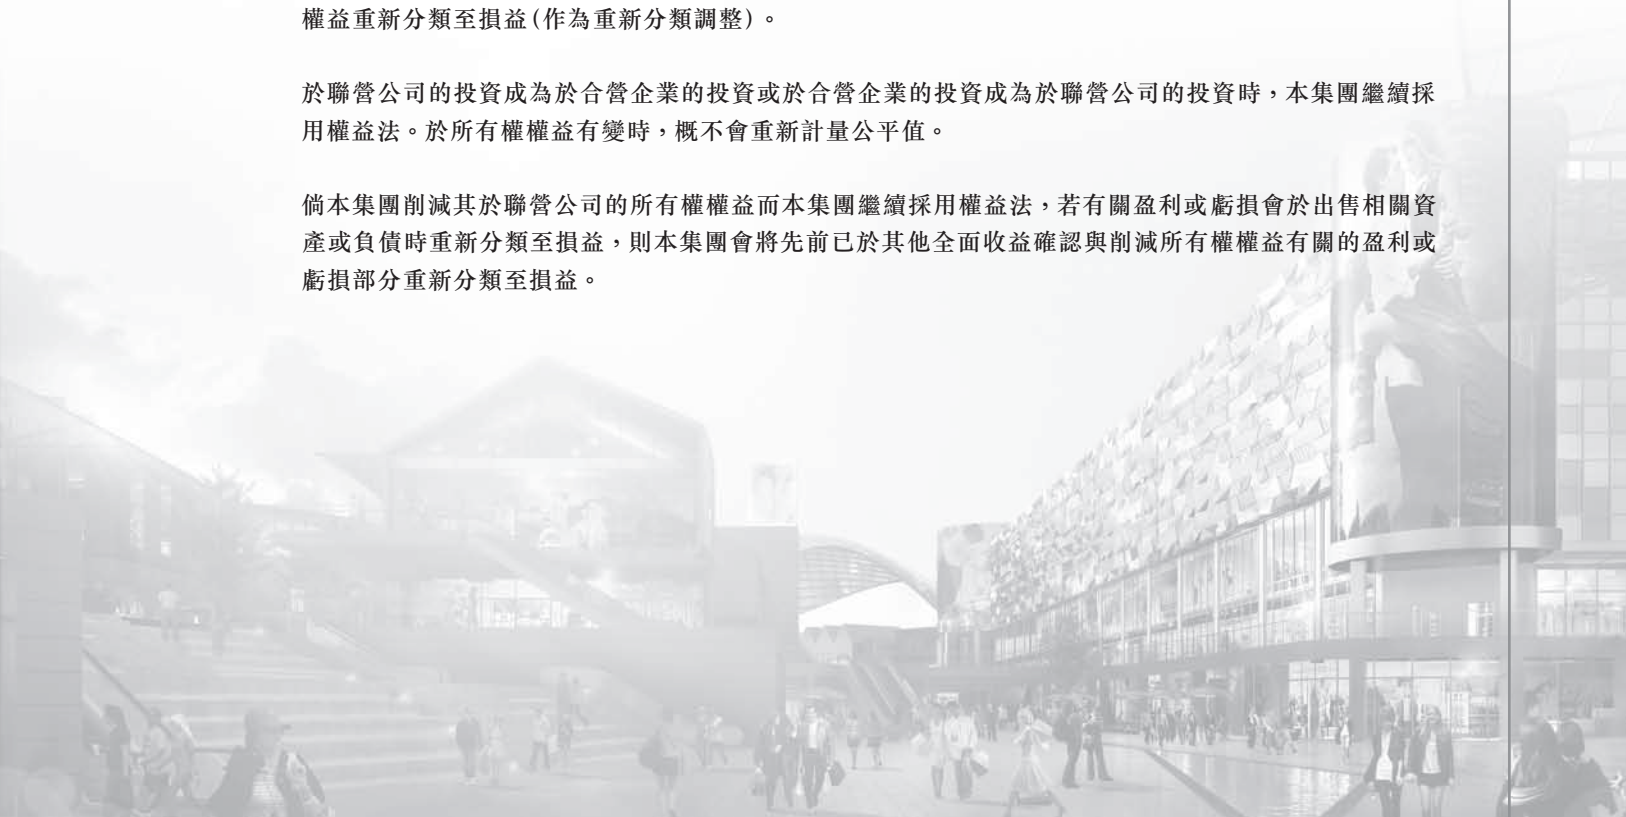 權益重新分類至損益(作為重新分類調整)。
於聯營公司的投資成為於合營企業的投資或於合營企業的投資成為於聯營公司的投資時，本集團繼續採
用權益法。於所有權權益有變時，概不會重新計量公平值。
倘本集團削減其於聯營公司的所有權權益而本集團繼續採用權益法，若有關盈利或虧損會於出售相關資
產或負債時重新分類至損益，則本集團會將先前已於其他全面收益確認與削減所有權權益有關的盈利或
虧損部分重新分類至損益。